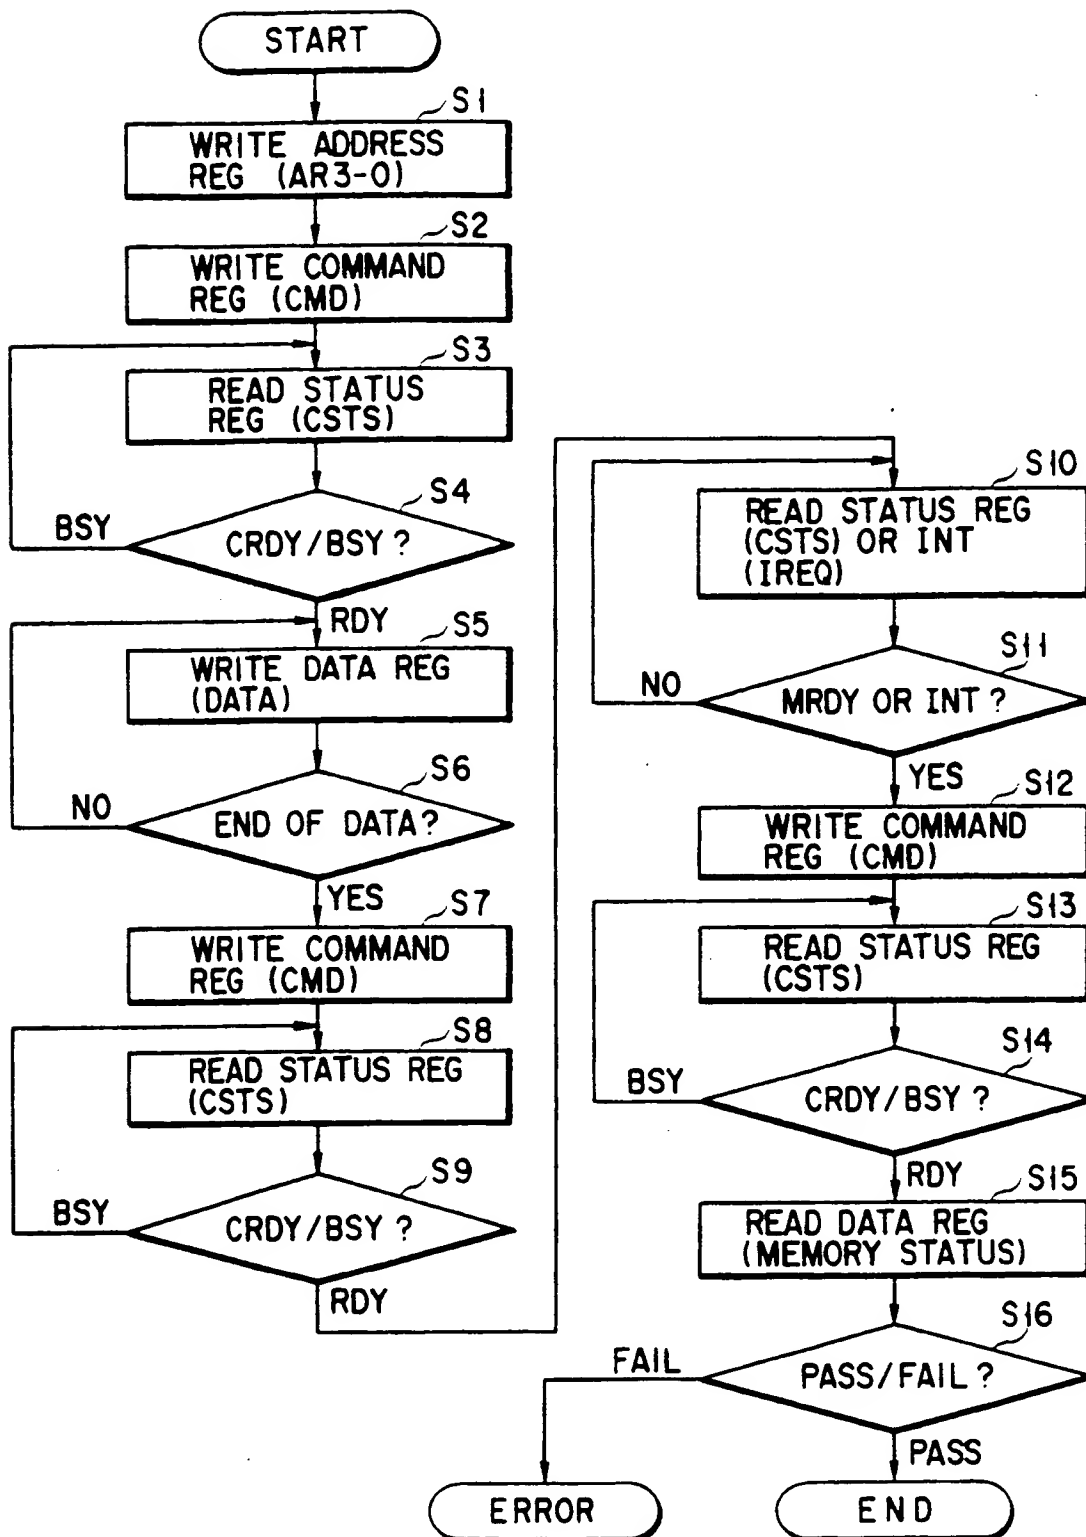 START
S1
WRITE ADDRESS
REG (AR3-0)
S2
WRITE COMMAND
REG (CMD)
S3
READ STATUS
REG (CSTS)
S4
BSY
CRDY/BSY?
RDY
S5
WRITE DATA REG
(DATA)
S6
NO
END OF DATA?
YES
S7
WRITE COMMAND
REG (CMD)
S8
READ STATUS REG
(CSTS)
S9
BSY
CRDY/BSY?
RDY
S10
READ STATUS REG
(CSTS) OR INT
(IREQ)
S11
NO
MRDY OR INT?
YES
S12
WRITE COMMAND
REG (CMD)
S13
READ STATUS REG
(CSTS)
S14
BSY
CRDY/BSY?
RDY
S15
READ DATA REG
(MEMORY STATUS)
S16
FAIL
PASS/FAIL?
PASS
ERROR
END